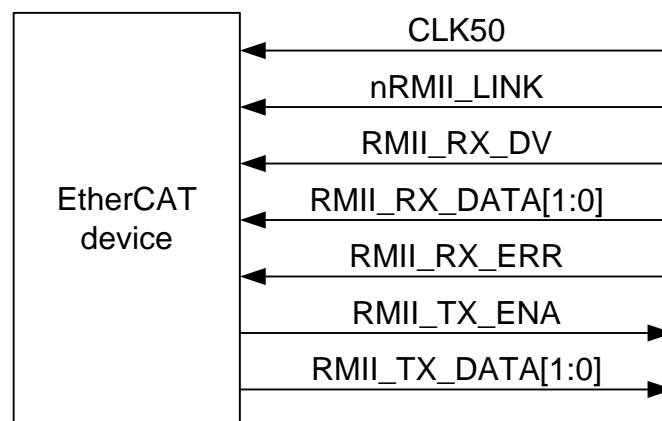 CLK50
nRMII_LINK
RMII_RX_DV
EtherCAT
device
RMII_RX_DATA[1:0]
RMII_RX_ERR
RMII_TX_ENA
RMII_TX_DATA[1:0]